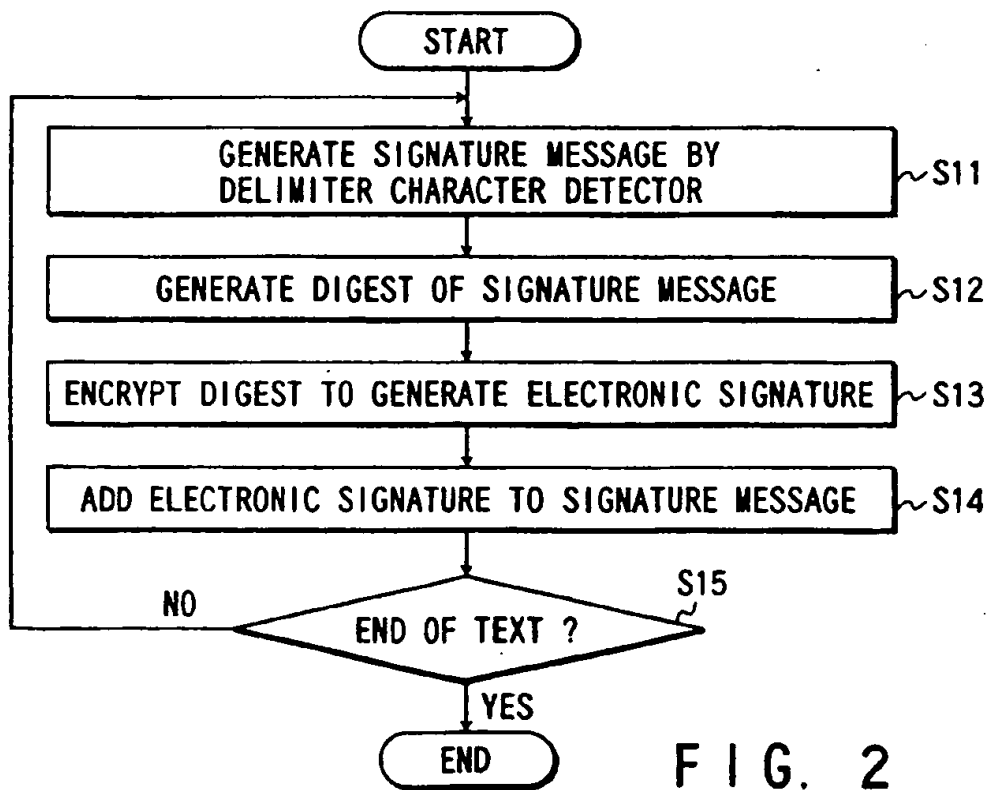 START
GENERATE SIGNATURE MESSAGE BY
DELIMITER CHARACTER DETECTOR
S11
GENERATE DIGEST OF SIGNATURE MESSAGE
S12
ENCRYPT DIGEST TO GENERATE ELECTRONIC SIGNATURE
S13
ADD ELECTRONIC SIGNATURE TO SIGNATURE MESSAGE
S14
S15
NO
END OF TEXT ?
YES
END
FIG. 2